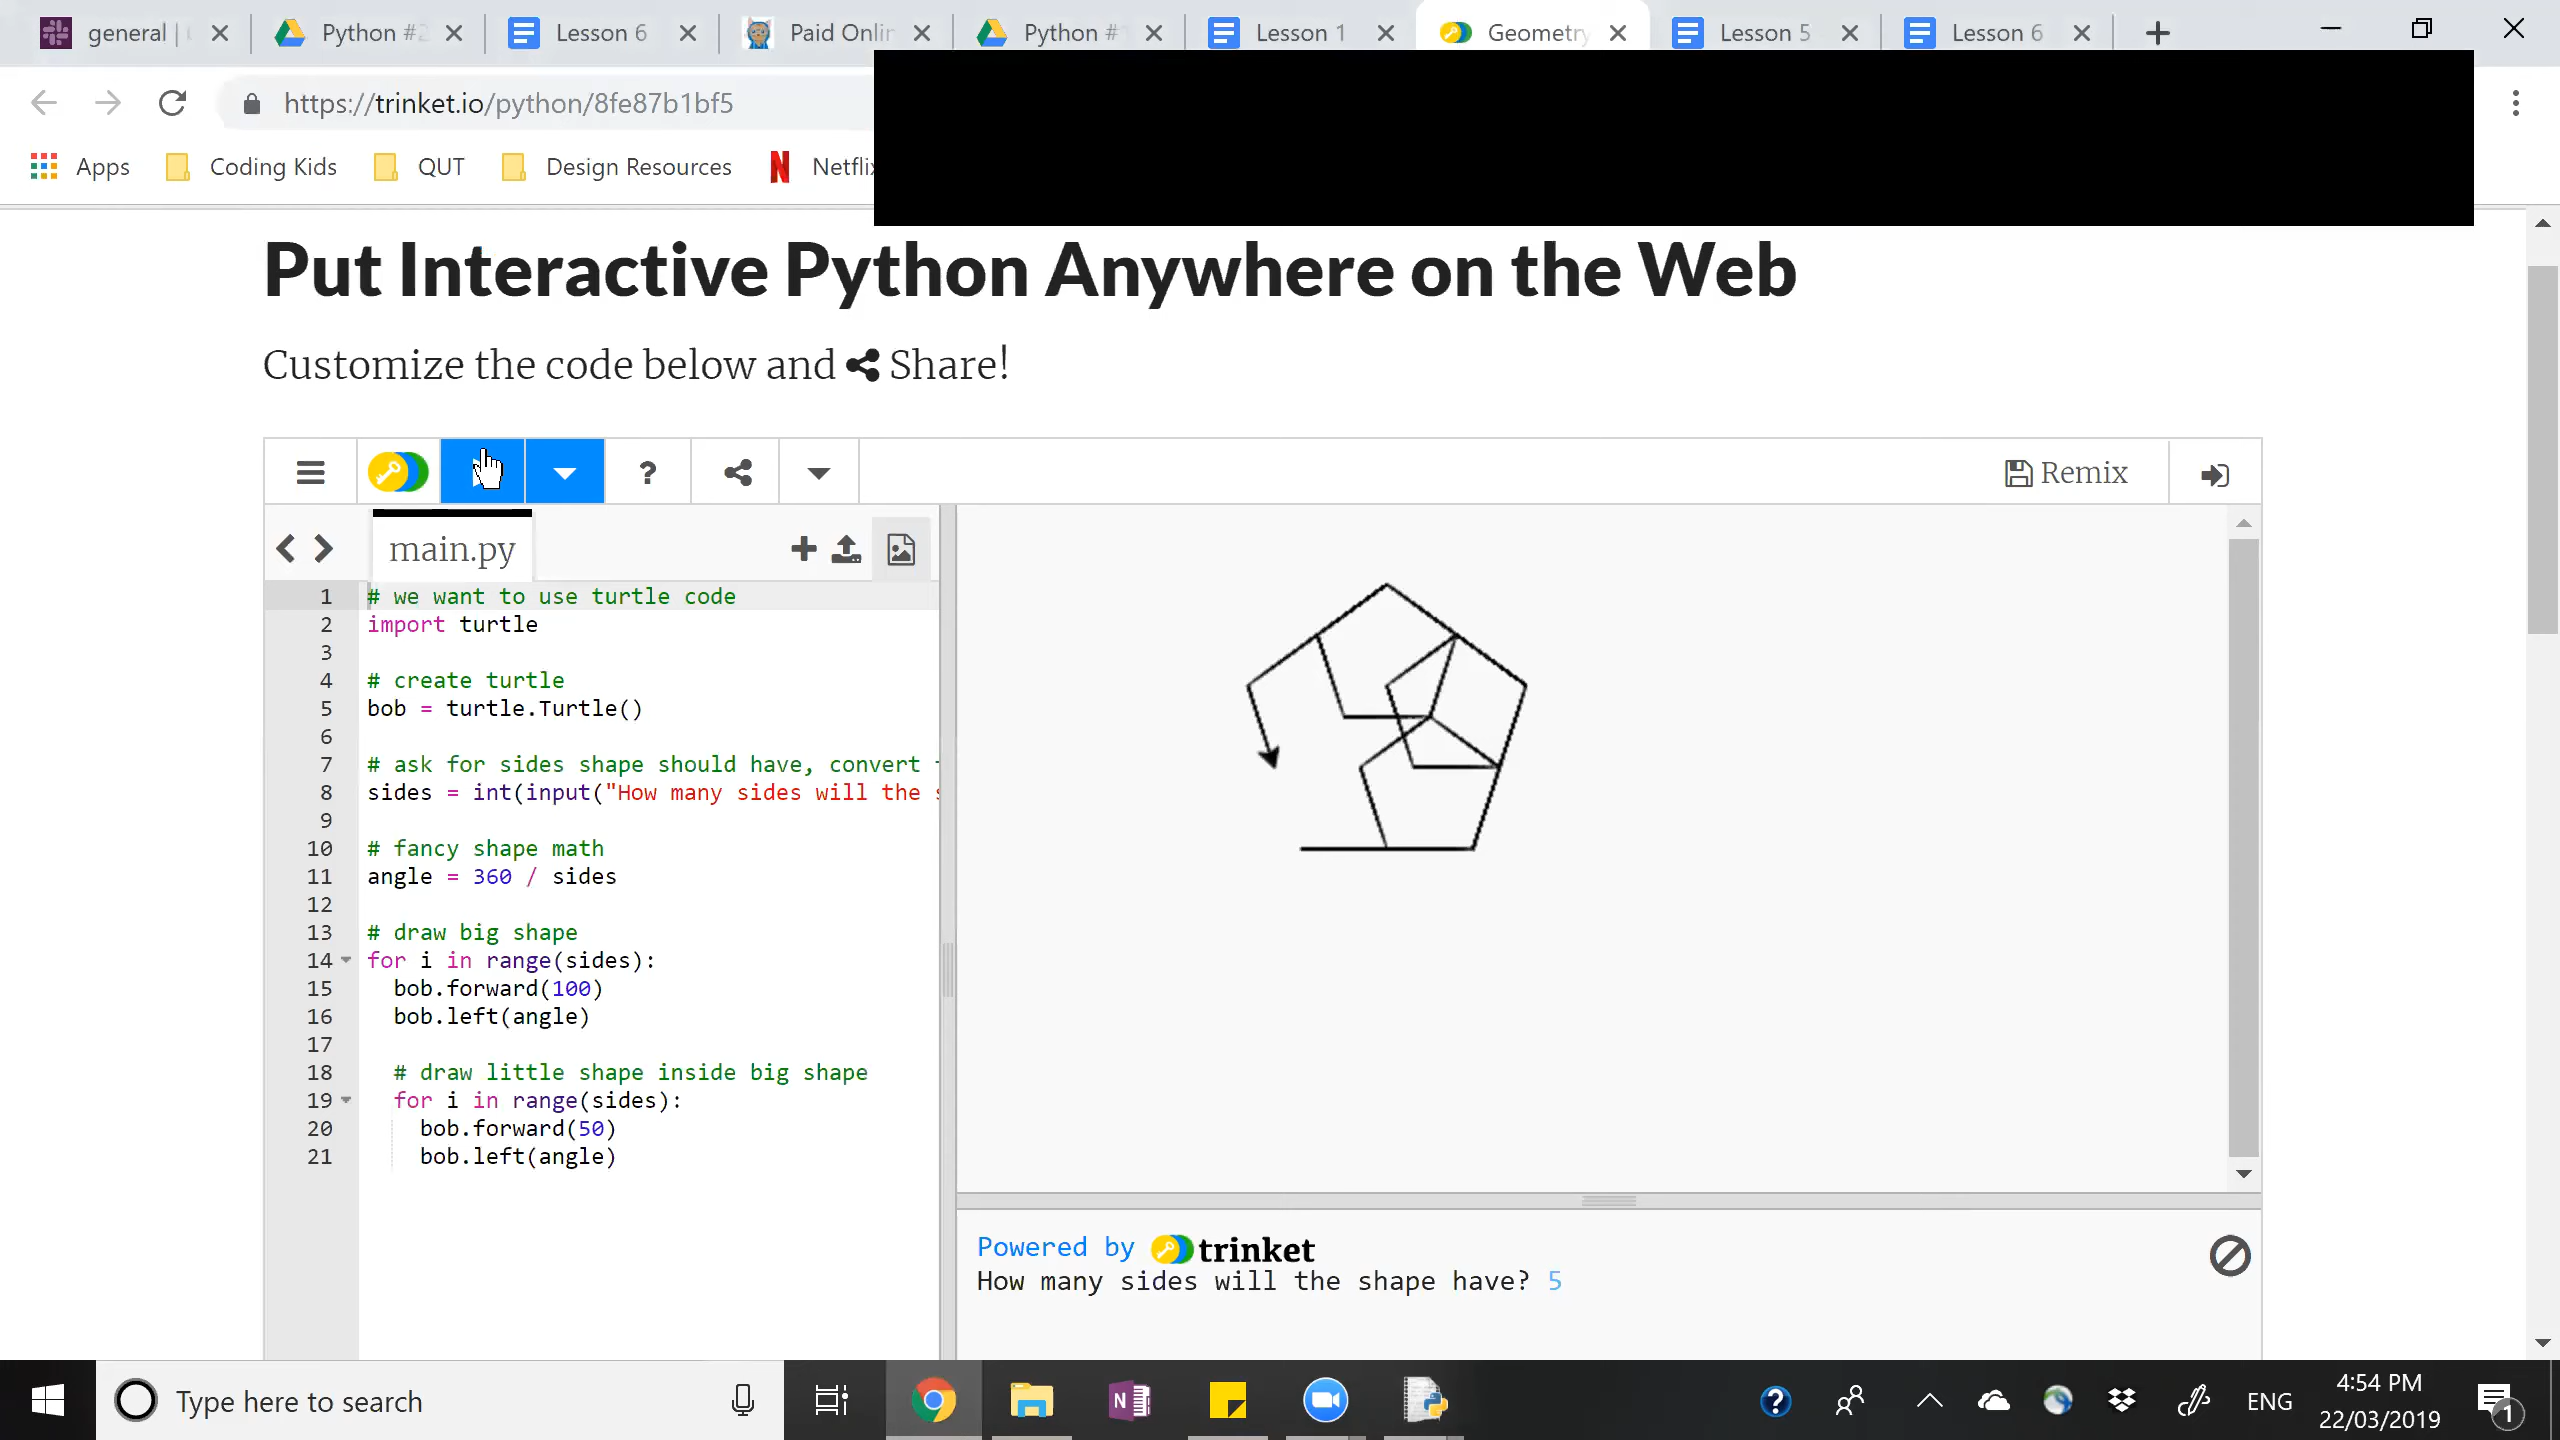 general |
Python #2
Lesson 6
Paid Onlin
Python #1
Lesson 1
Geometry
Lesson 5
Lesson 6
https://trinket.io/python/8fe87b1bf5
Apps
Coding Kids
QUT
Design Resources
Netflix
Put Interactive Python Anywhere on the Web
Customize the code below and Share!
?
Remix
main.py
1 # we want to use turtle code
2 import turtle
3
4 # create turtle
5 bob = turtle.Turtle()
6
7 # ask for sides shape should have, convert
8 sides = int(input("How many sides will the
9
10 # fancy shape math
11 angle = 360 / sides
12
13 # draw big shape
14 for i in range(sides):
15 bob.forward(100)
16 bob.left(angle)
17
18 # draw little shape inside big shape
19 for i in range(sides):
20 bob.forward(50)
21 bob.left(angle)
Powered by trinket
How many sides will the shape have? 5
Type here to search
ENG
4:54 PM
22/03/2019
1